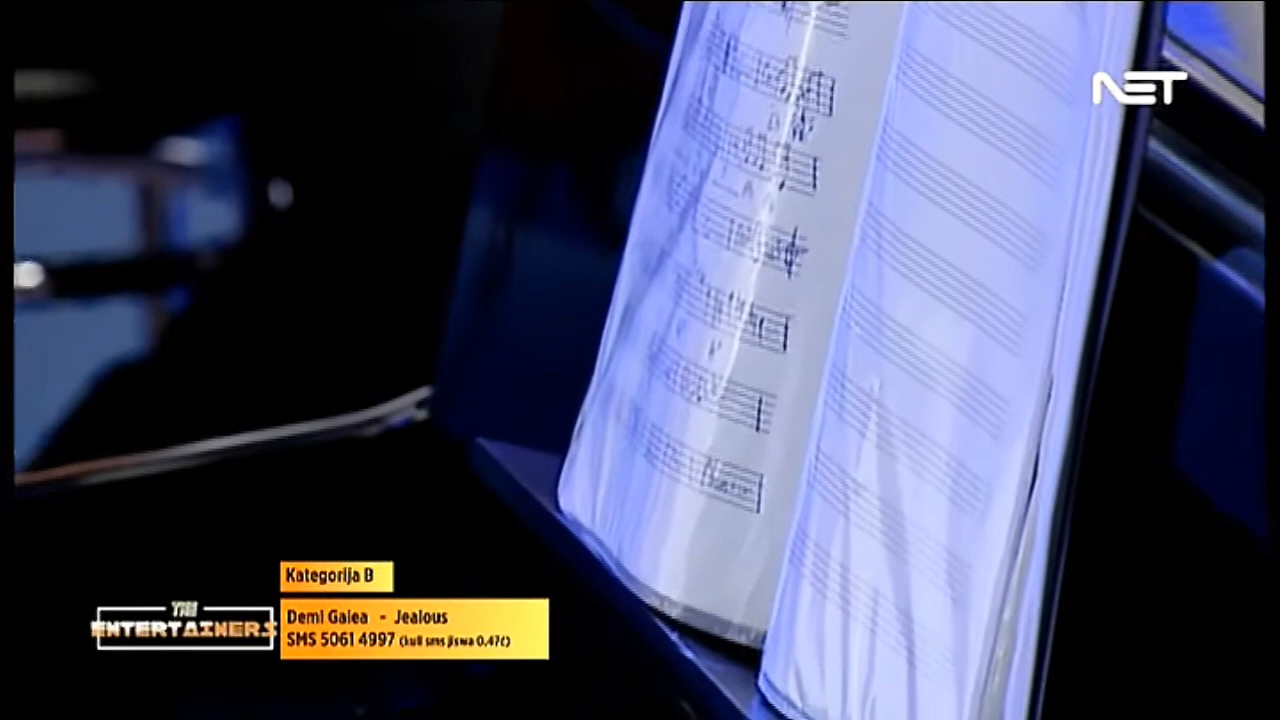 NET
Kategorija B
THE
ENTERTAINERS
Demi Galea - Jealous
SMS 5061 4997 (kull sms jiswa 0.47c)